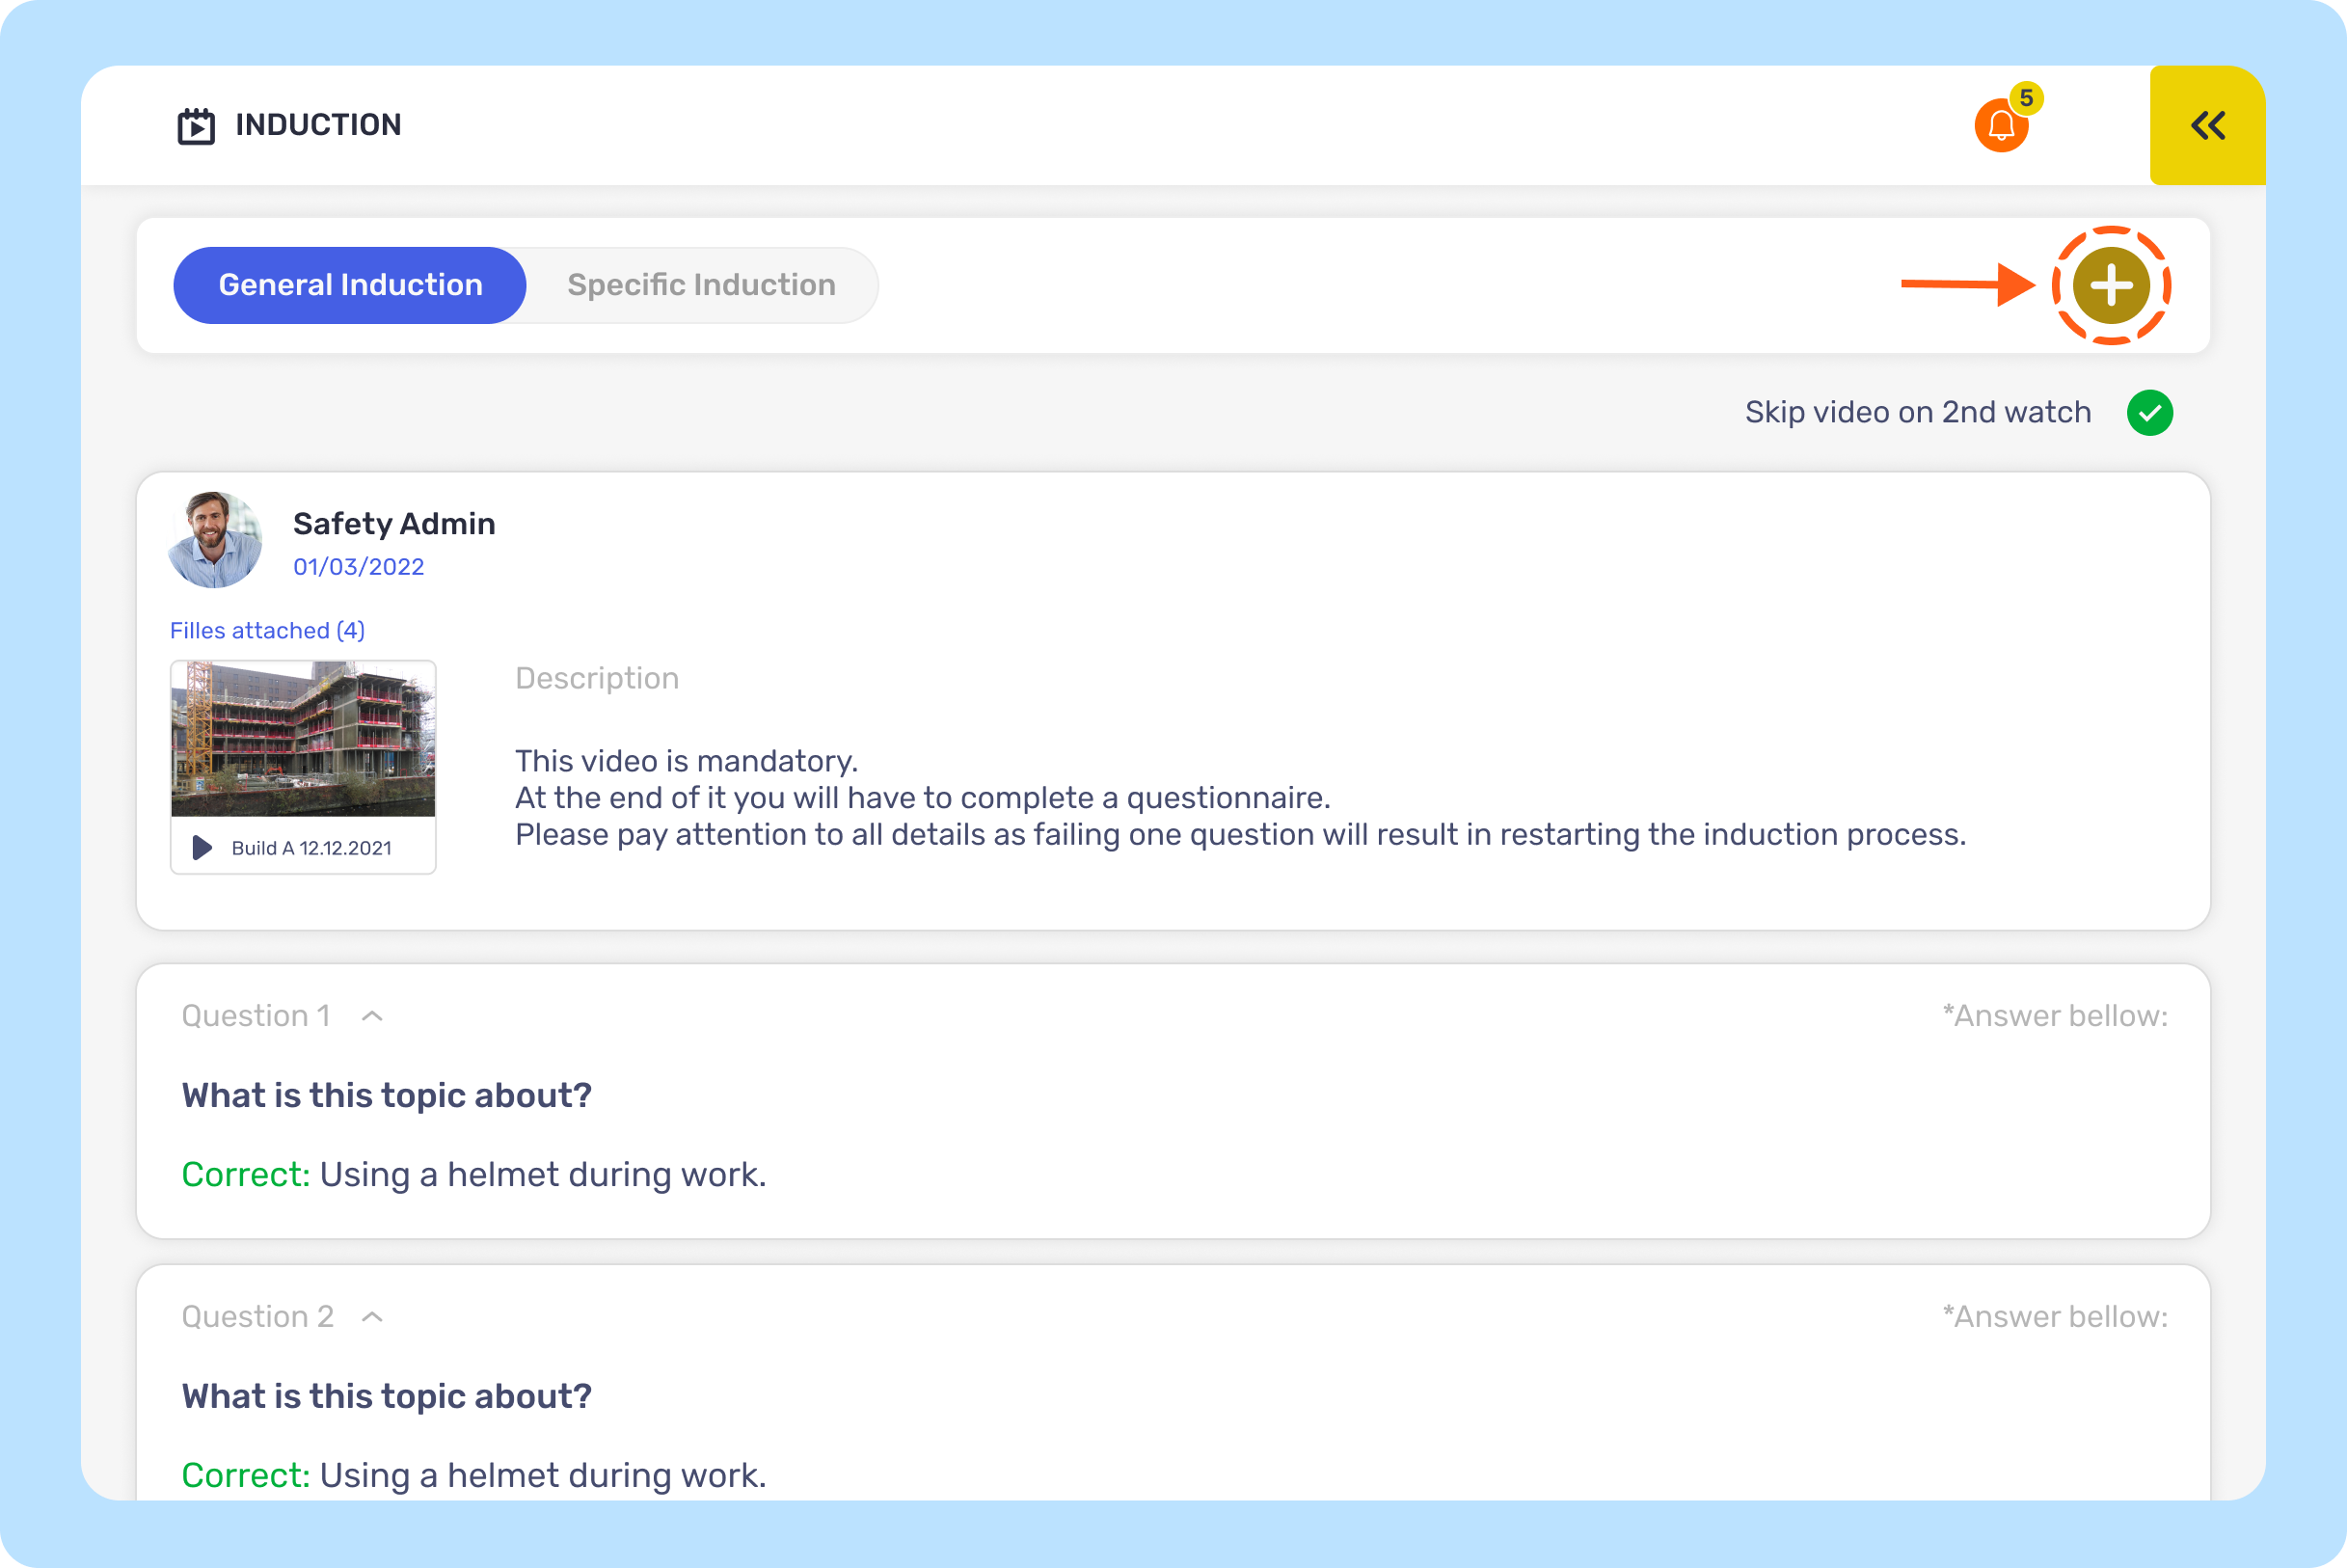 INDUCTION
5
General Induction
Specific Induction
Skip video on 2nd watch
Safety Admin
01/03/2022
Filles attached (4)
Description
This video is mandatory.
At the end of it you will have to complete a questionnaire.
Please pay attention to all details as failing one question will result in restarting the induction process.
Build A 12.12.2021
Question 1
*Answer bellow:
What is this topic about?
Correct: Using a helmet during work.
Question 2
*Answer bellow:
What is this topic about?
Correct: Using a helmet during work.